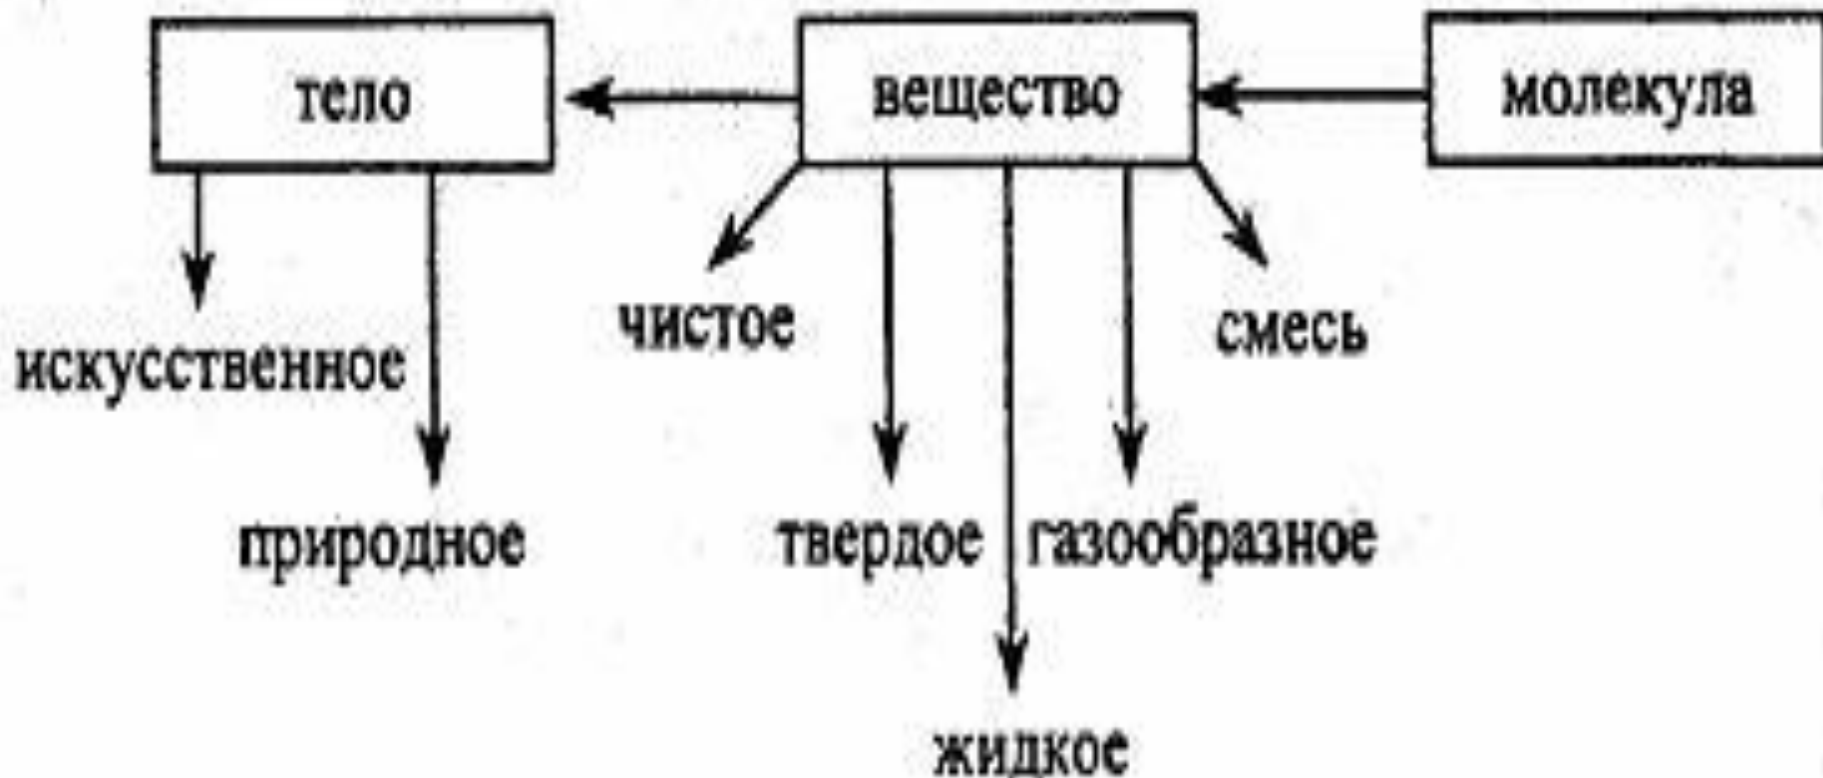 тело
вещество
молекула
чистое
смесь
искусственное
природное
твердое
газообразное
жидкое